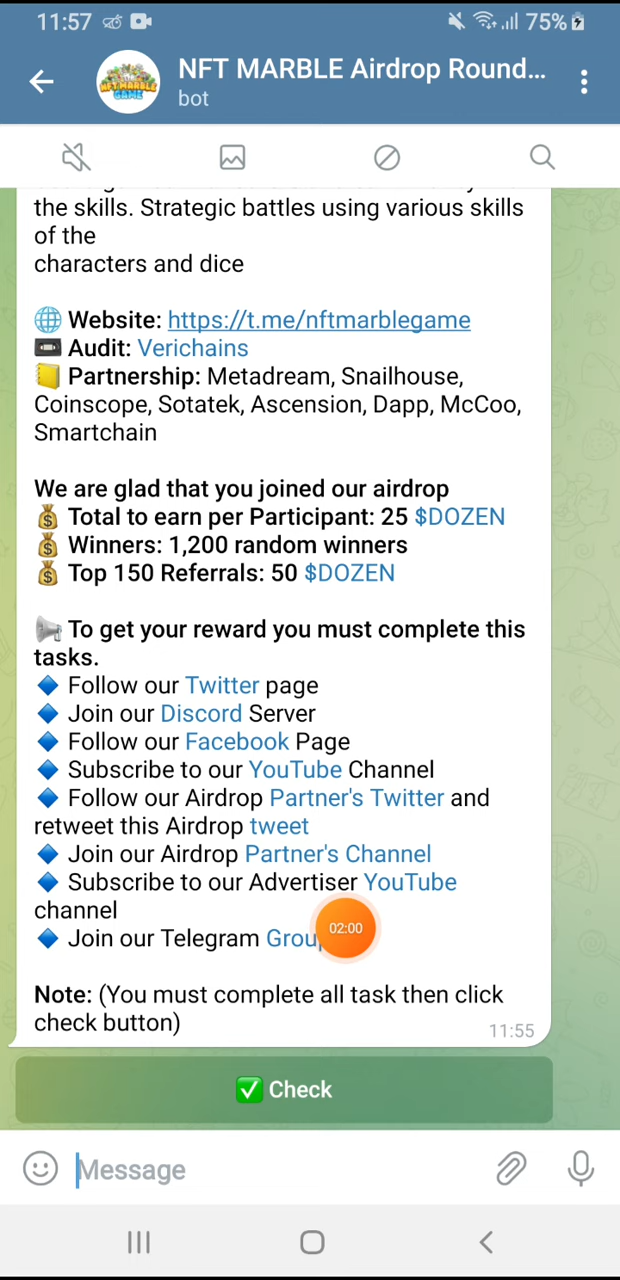 11:57 75%
NFT MARBLE Airdrop Round...
bot
the skills. Strategic battles using various skills
of the
characters and dice
Website: https://t.me/nftmarblegame
Audit: Verichains
Partnership: Metadream, Snailhouse,
Coinscope, Sotatek, Ascension, Dapp, McCoo,
Smartchain
We are glad that you joined our airdrop
Total to earn per Participant: 25 $DOZEN
Winners: 1,200 random winners
Top 150 Referrals: 50 $DOZEN
To get your reward you must complete this
tasks.
Follow our Twitter page
Join our Discord Server
Follow our Facebook Page
Subscribe to our YouTube Channel
Follow our Airdrop Partner's Twitter and
retweet this Airdrop tweet
Join our Airdrop Partner's Channel
Subscribe to our Advertiser YouTube
channel
Join our Telegram Grou
02:00
Note: (You must complete all task then click
check button)
11:55
Check
Message